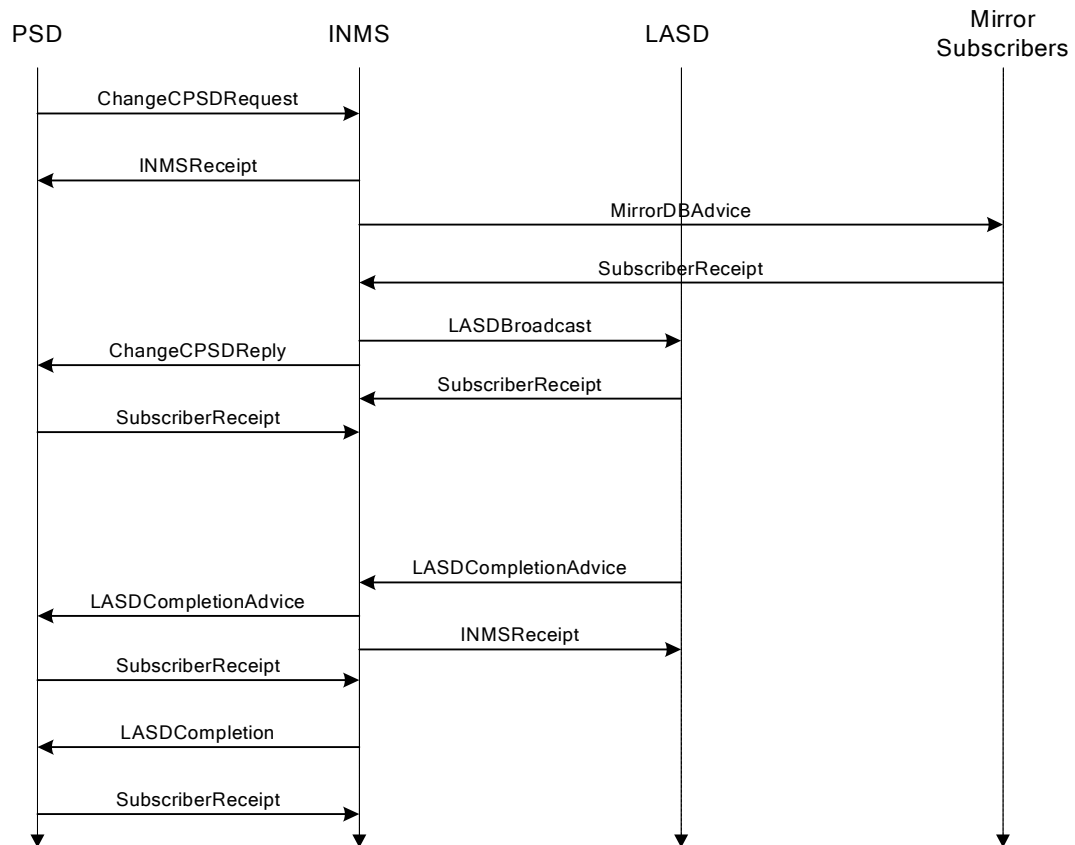 PSD
INMS
LASD
Mirror
Subscribers
ChangeCPSDRequest
INMSReceipt
MirrorDBAdvice
SubscriberReceipt
LASDBroadcast
ChangeCPSDReply
SubscriberReceipt
SubscriberReceipt
LASDCompletionAdvice
LASDCompletionAdvice
INMSReceipt
SubscriberReceipt
LASDCompletion
SubscriberReceipt